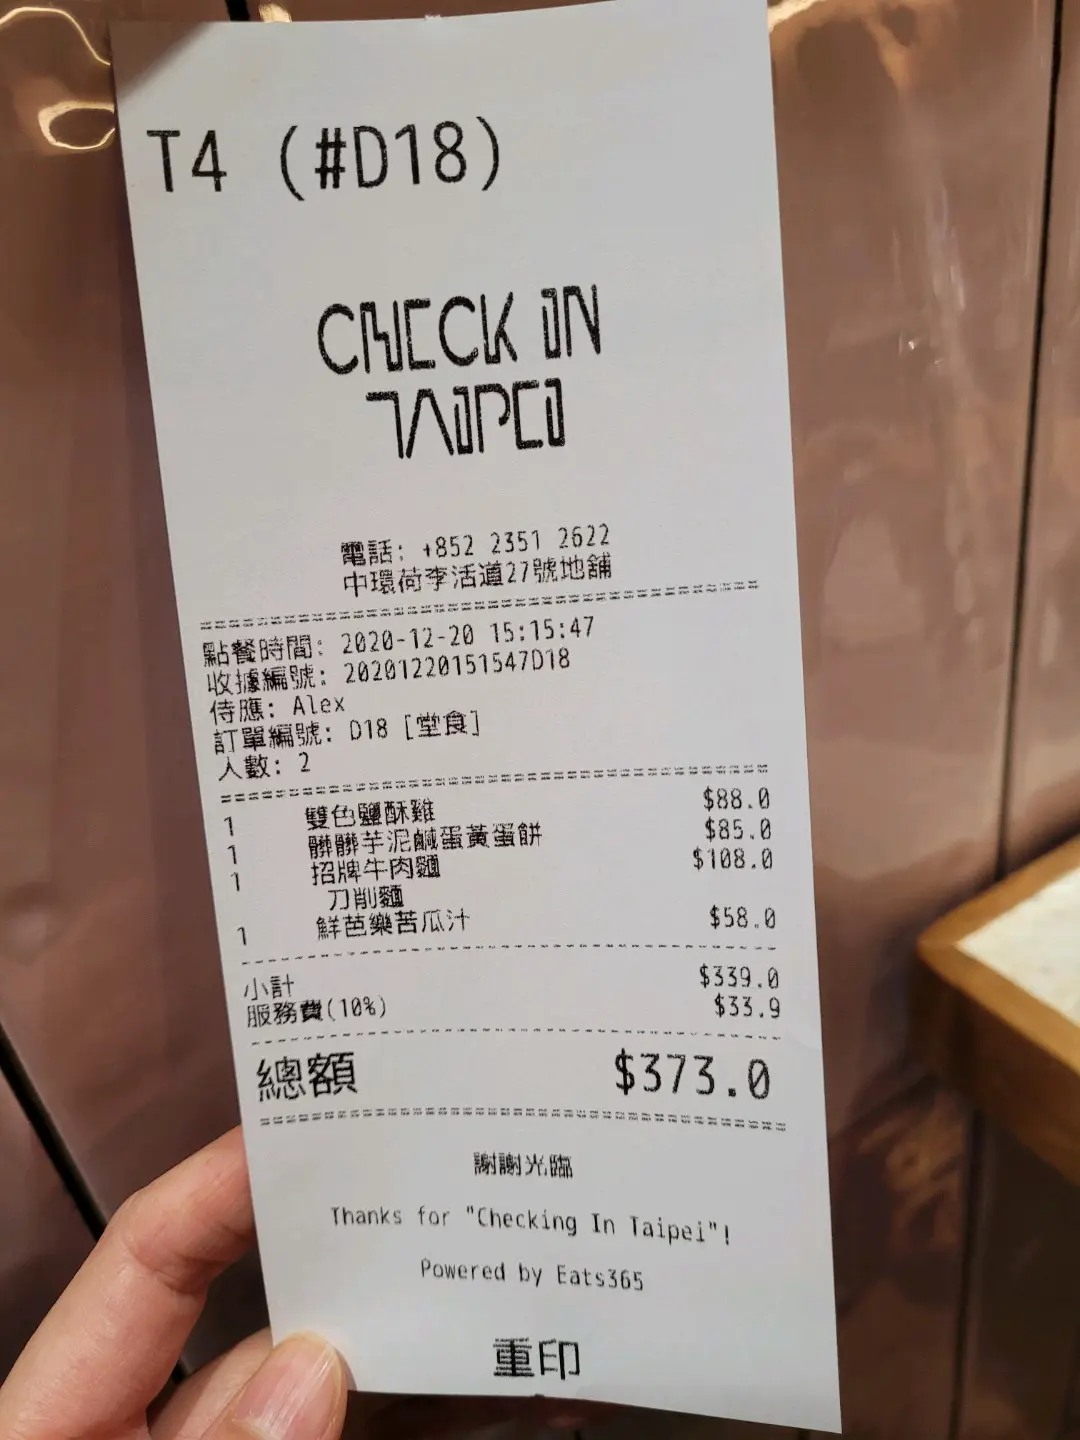 T4 (#D18)
CHECK IN
TAIPEI
電話: +852 2351 2622
中環荷李活道27號地舖
點餐時間: 2020-12-20 15:15:47
收據編號: 20201220151547D18
侍應: Alex
訂單編號: D18 [堂食]
人數: 2
1 雙色鹽酥雞 $88.0
1 髒髒芋泥鹹蛋黃蛋餅 $85.0
1 招牌牛肉麵 $108.0
刀削麵
1 鮮芭樂苦瓜汁 $58.0
小計 $339.0
服務費(10%) $33.9
總額 $373.0
謝謝光臨
Thanks for "Checking In Taipei"!
Powered by Eats365
重印